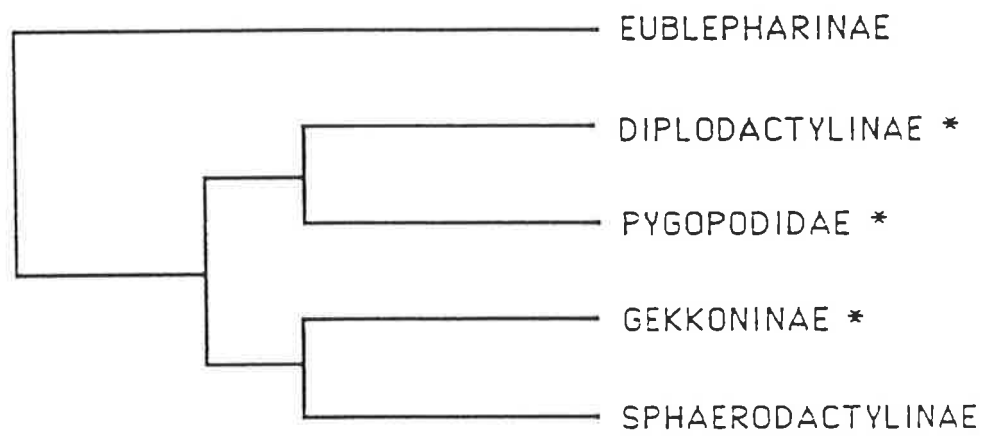 EUBLEPHARINAE
DIPLODACTYLINAE *
PYGOPODIDAE *
GEKKONINAE *
SPHAERODACTYLINAE